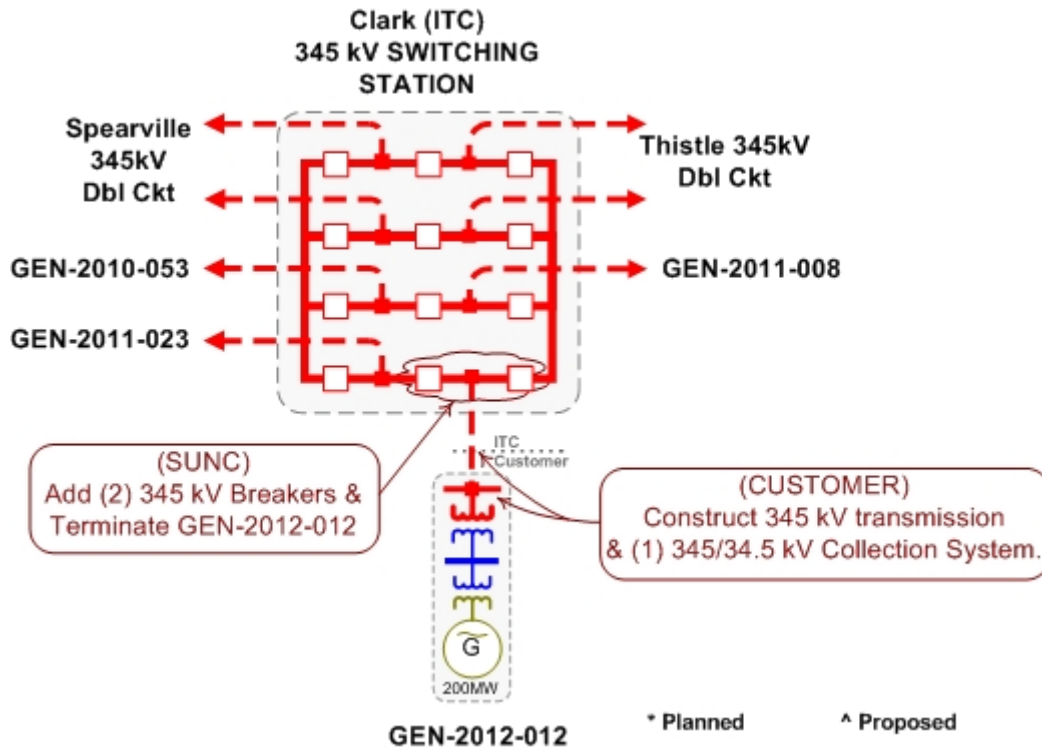 Clark (ITC)
345 kV SWITCHING
STATION
Spearville
345kV
Dbl Ckt
Thistle 345kV
Dbl Ckt
GEN-2010-053
GEN-2011-008
GEN-2011-023
ITC
Customer
(SUNC)
Add (2) 345 kV Breakers &
Terminate GEN-2012-012
(CUSTOMER)
Construct 345 kV transmission
& (1) 345/34.5 kV Collection System.
G
200MW
GEN-2012-012
* Planned
^ Proposed